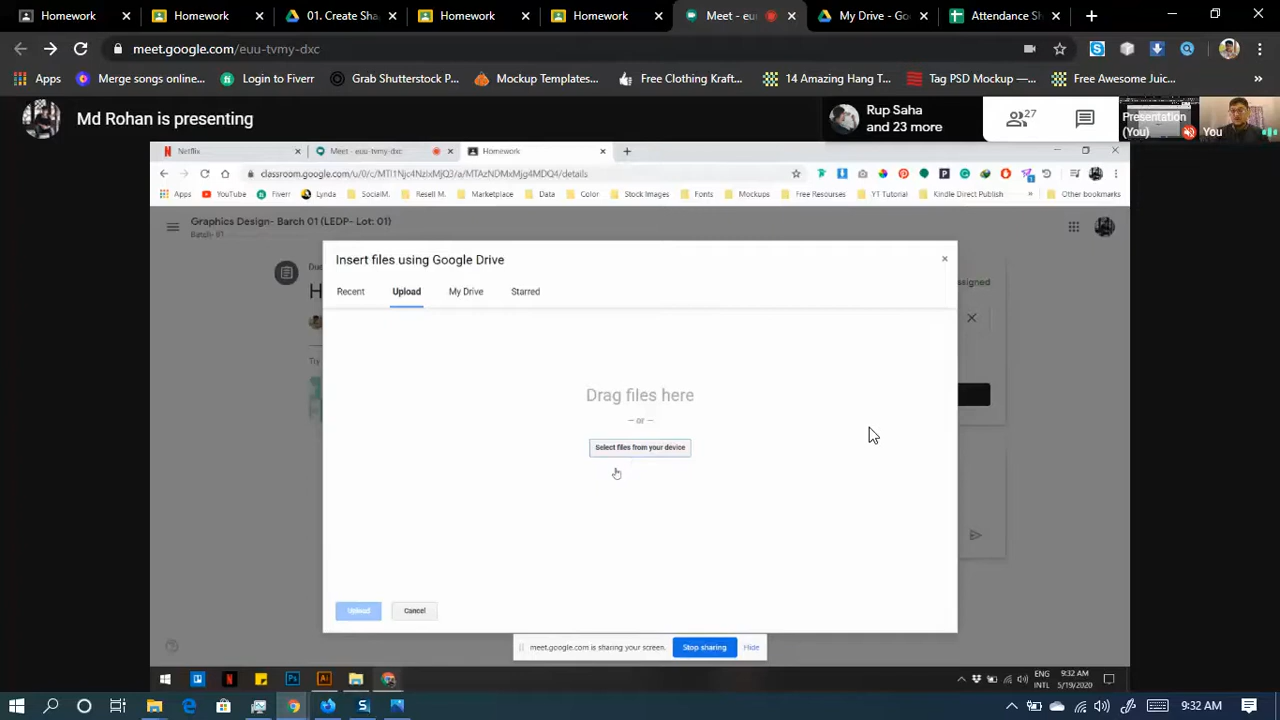 Homework
Homework
01. Create Sha
Homework
Homework
Meet - euu
My Drive - Go
Attendance Sh
meet.google.com/euu-tvmy-dxc
Apps
Merge songs online...
Login to Fiverr
Grab Shutterstock P...
Mockup Templates...
Free Clothing Kraft
14 Amazing Hang T...
Tag PSD Mockup —...
Free Awesome Juic...
Md Rohan is presenting
Rup Saha
and 23 more
27
Presentation
(You)
You
Netflix
Meet - euu-tvmy-dxc
Homework
Apps
YouTube
Fiverr
Lynda
SocialM.
Resell M.
Marketplace
Data
Color
Stock Images
Fonts
Mockups
Free Resourses
YT Tutorial
Kindle Direct Publish
Other bookmarks
Graphics Design- Barch 01 (LEDP- Lot: 01)
Due
H
Try
assigned
Insert files using Google Drive
Recent
Upload
My Drive
Starred
Drag files here
— or —
Select files from your device
Upload
Cancel
meet.google.com is sharing your screen.
Stop sharing
Hide
ENG
INTL
9:32 AM
5/19/2020
9:32 AM